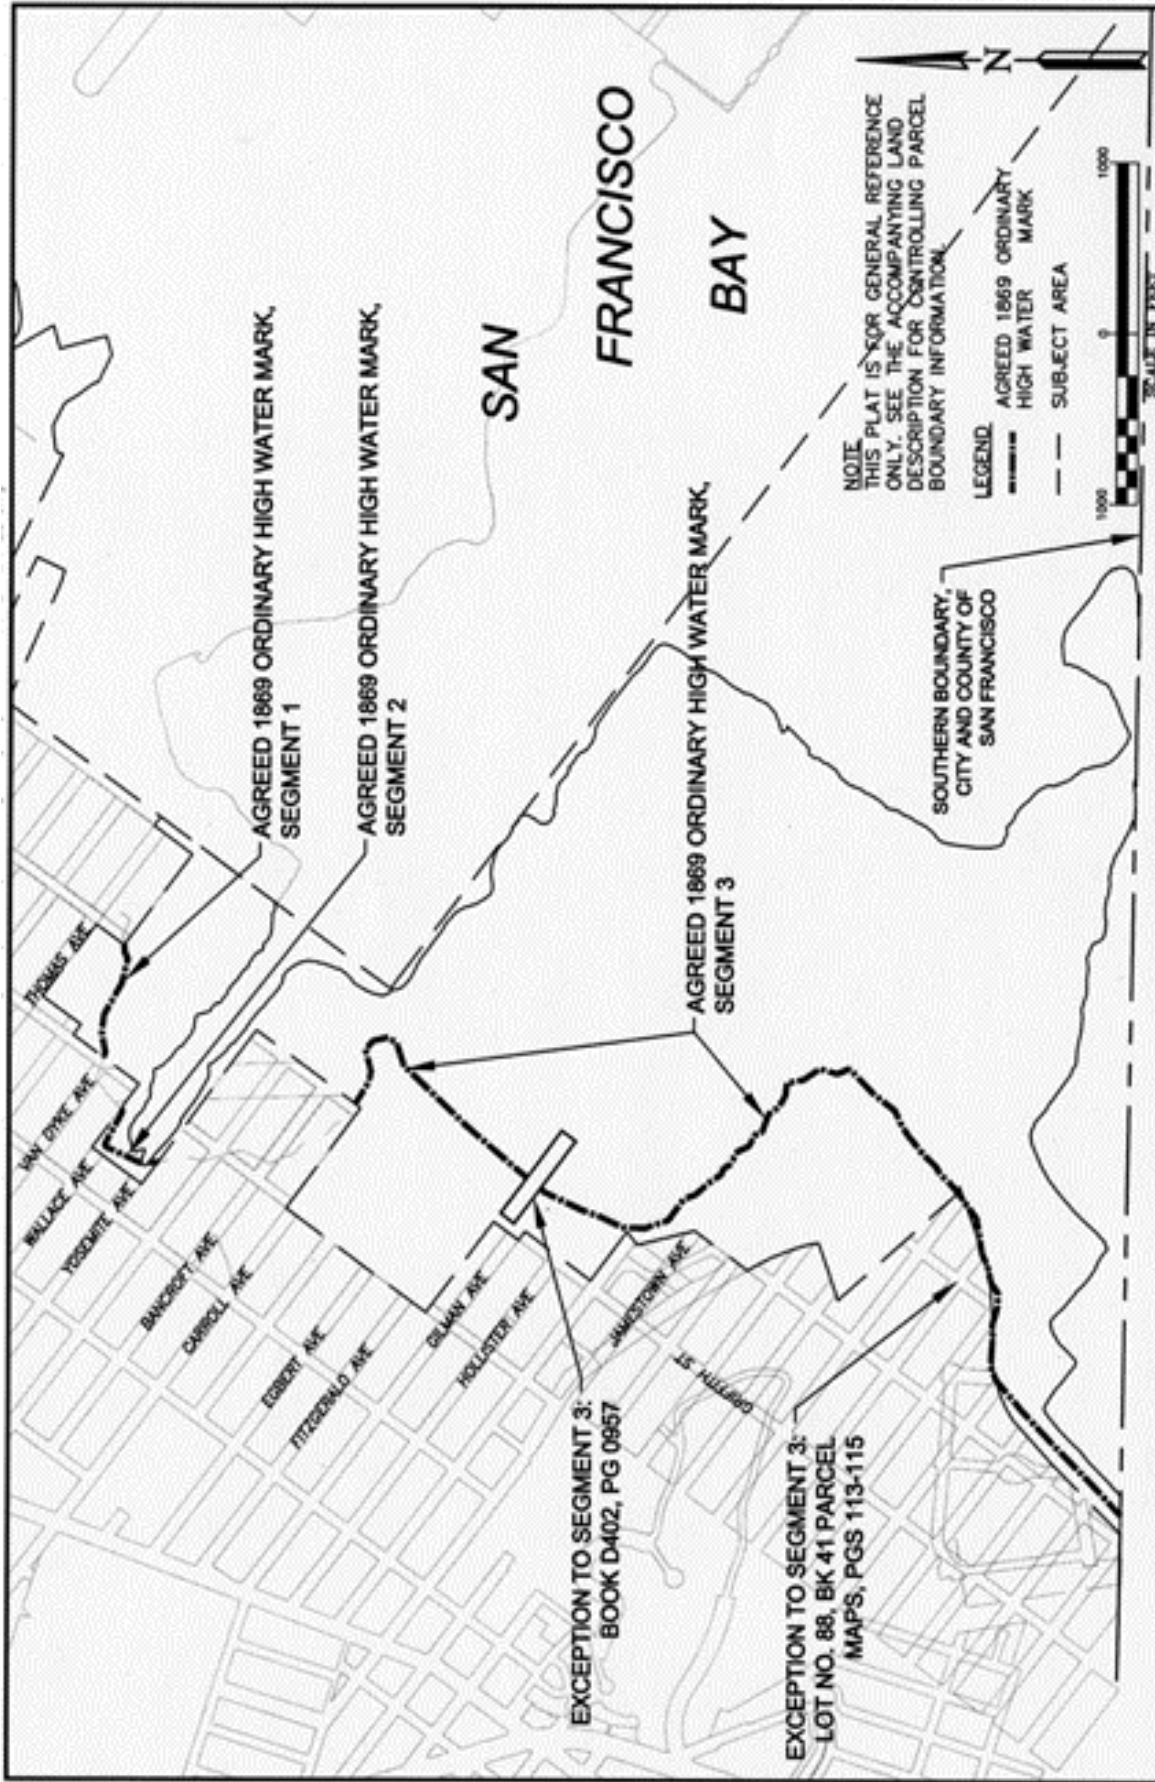 THOMAS AVE
VAN DYKE AVE
WALLACE AVE
YOSEMITE AVE
BANCROFT AVE
CARROLL AVE
EGBERT AVE
FITZGERALD AVE
GILMAN AVE
HOLLISTER AVE
JAMESTOWN AVE
GRIFFITH ST
AGREED 1869 ORDINARY HIGH WATER MARK,
SEGMENT 1
AGREED 1869 ORDINARY HIGH WATER MARK,
SEGMENT 2
SAN
FRANCISCO
BAY
AGREED 1869 ORDINARY HIGH WATER MARK,
SEGMENT 3
EXCEPTION TO SEGMENT 3:
BOOK D402, PG 0957
EXCEPTION TO SEGMENT 3:
LOT NO. 88, BK 41 PARCEL
MAPS, PGS 113-115
NOTE
THIS PLAT IS FOR GENERAL REFERENCE
ONLY. SEE THE ACCOMPANYING LAND
DESCRIPTION FOR CONTROLLING PARCEL
BOUNDARY INFORMATION.
LEGEND
AGREED 1869 ORDINARY
HIGH WATER MARK
SUBJECT AREA
SOUTHERN BOUNDARY,
CITY AND COUNTY OF
SAN FRANCISCO
N
1000 0 1000
SCALE IN FEET